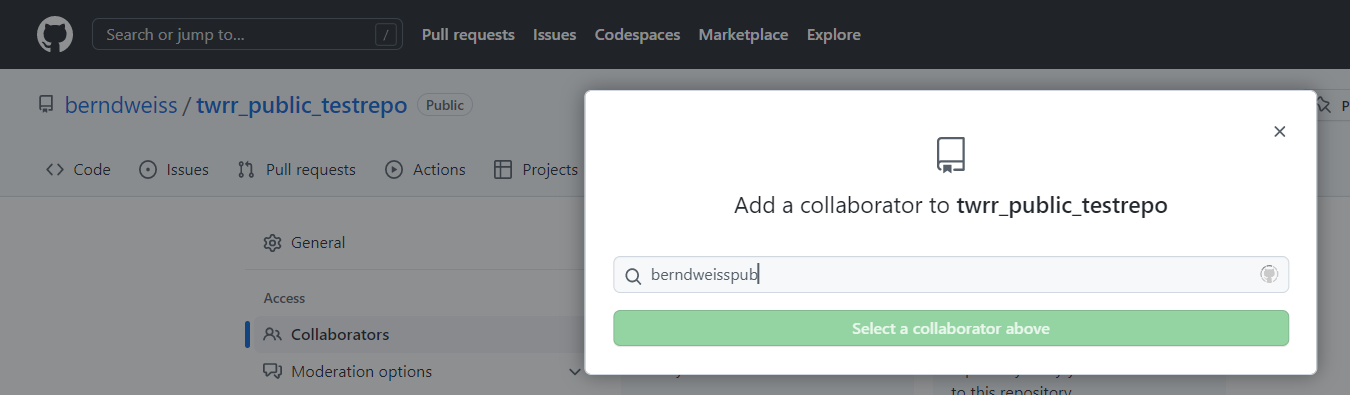 Search or jump to... / Pull requests Issues Codespaces Marketplace Explore
berndweiss / twrr_public_testrepo Public
Code Issues Pull requests Actions Projects
Add a collaborator to twrr_public_testrepo
berndweisspub
Select a collaborator above
General
Access
Collaborators
Moderation options
to this repository